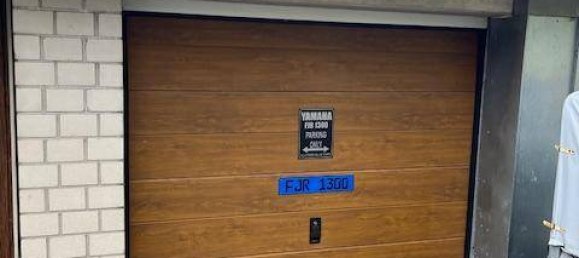 YAMAHA
FJR 1300
PARKING
ONLY
FJR 1300